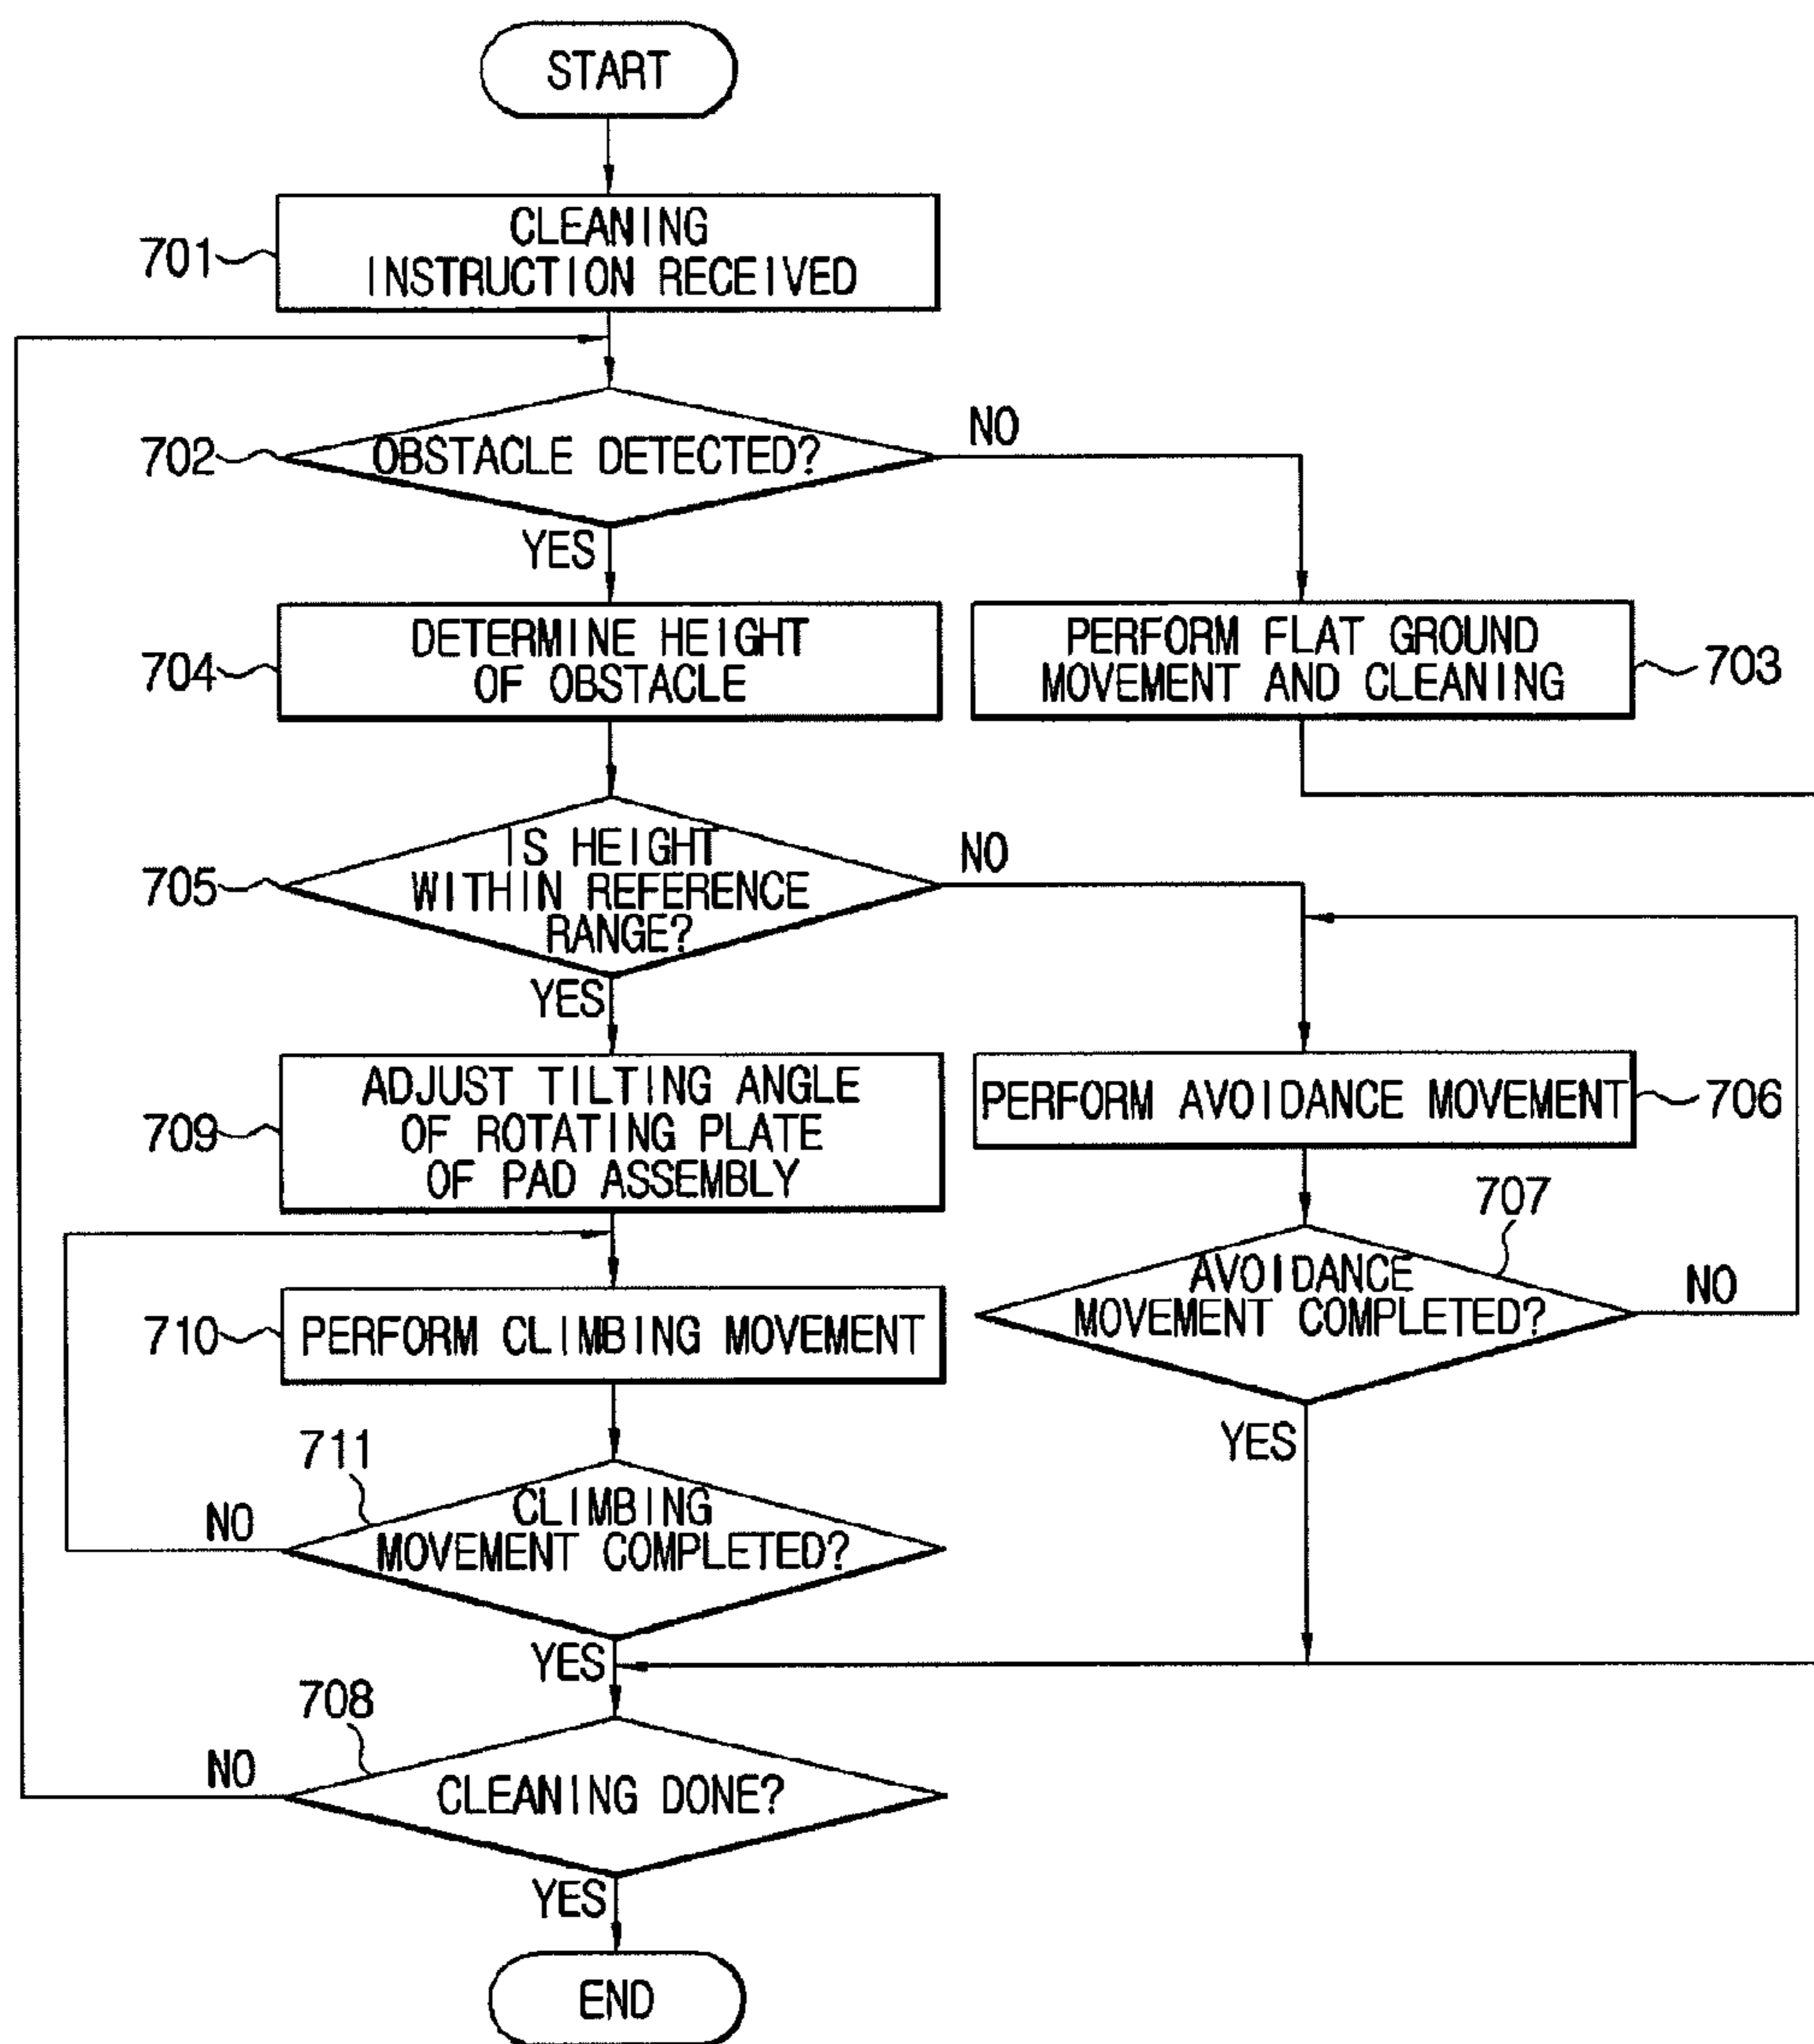 START
701
CLEANING
INSTRUCTION RECEIVED
702
OBSTACLE DETECTED?
NO
YES
704
DETERMINE HEIGHT
OF OBSTACLE
PERFORM FLAT GROUND
MOVEMENT AND CLEANING
703
705
IS HEIGHT
WITHIN REFERENCE
RANGE?
NO
YES
709
ADJUST TILTING ANGLE
OF ROTATING PLATE
OF PAD ASSEMBLY
PERFORM AVOIDANCE MOVEMENT
706
707
AVOIDANCE
MOVEMENT COMPLETED?
NO
YES
710
PERFORM CLIMBING MOVEMENT
711
CLIMBING
MOVEMENT COMPLETED?
NO
YES
708
CLEANING DONE?
NO
YES
END